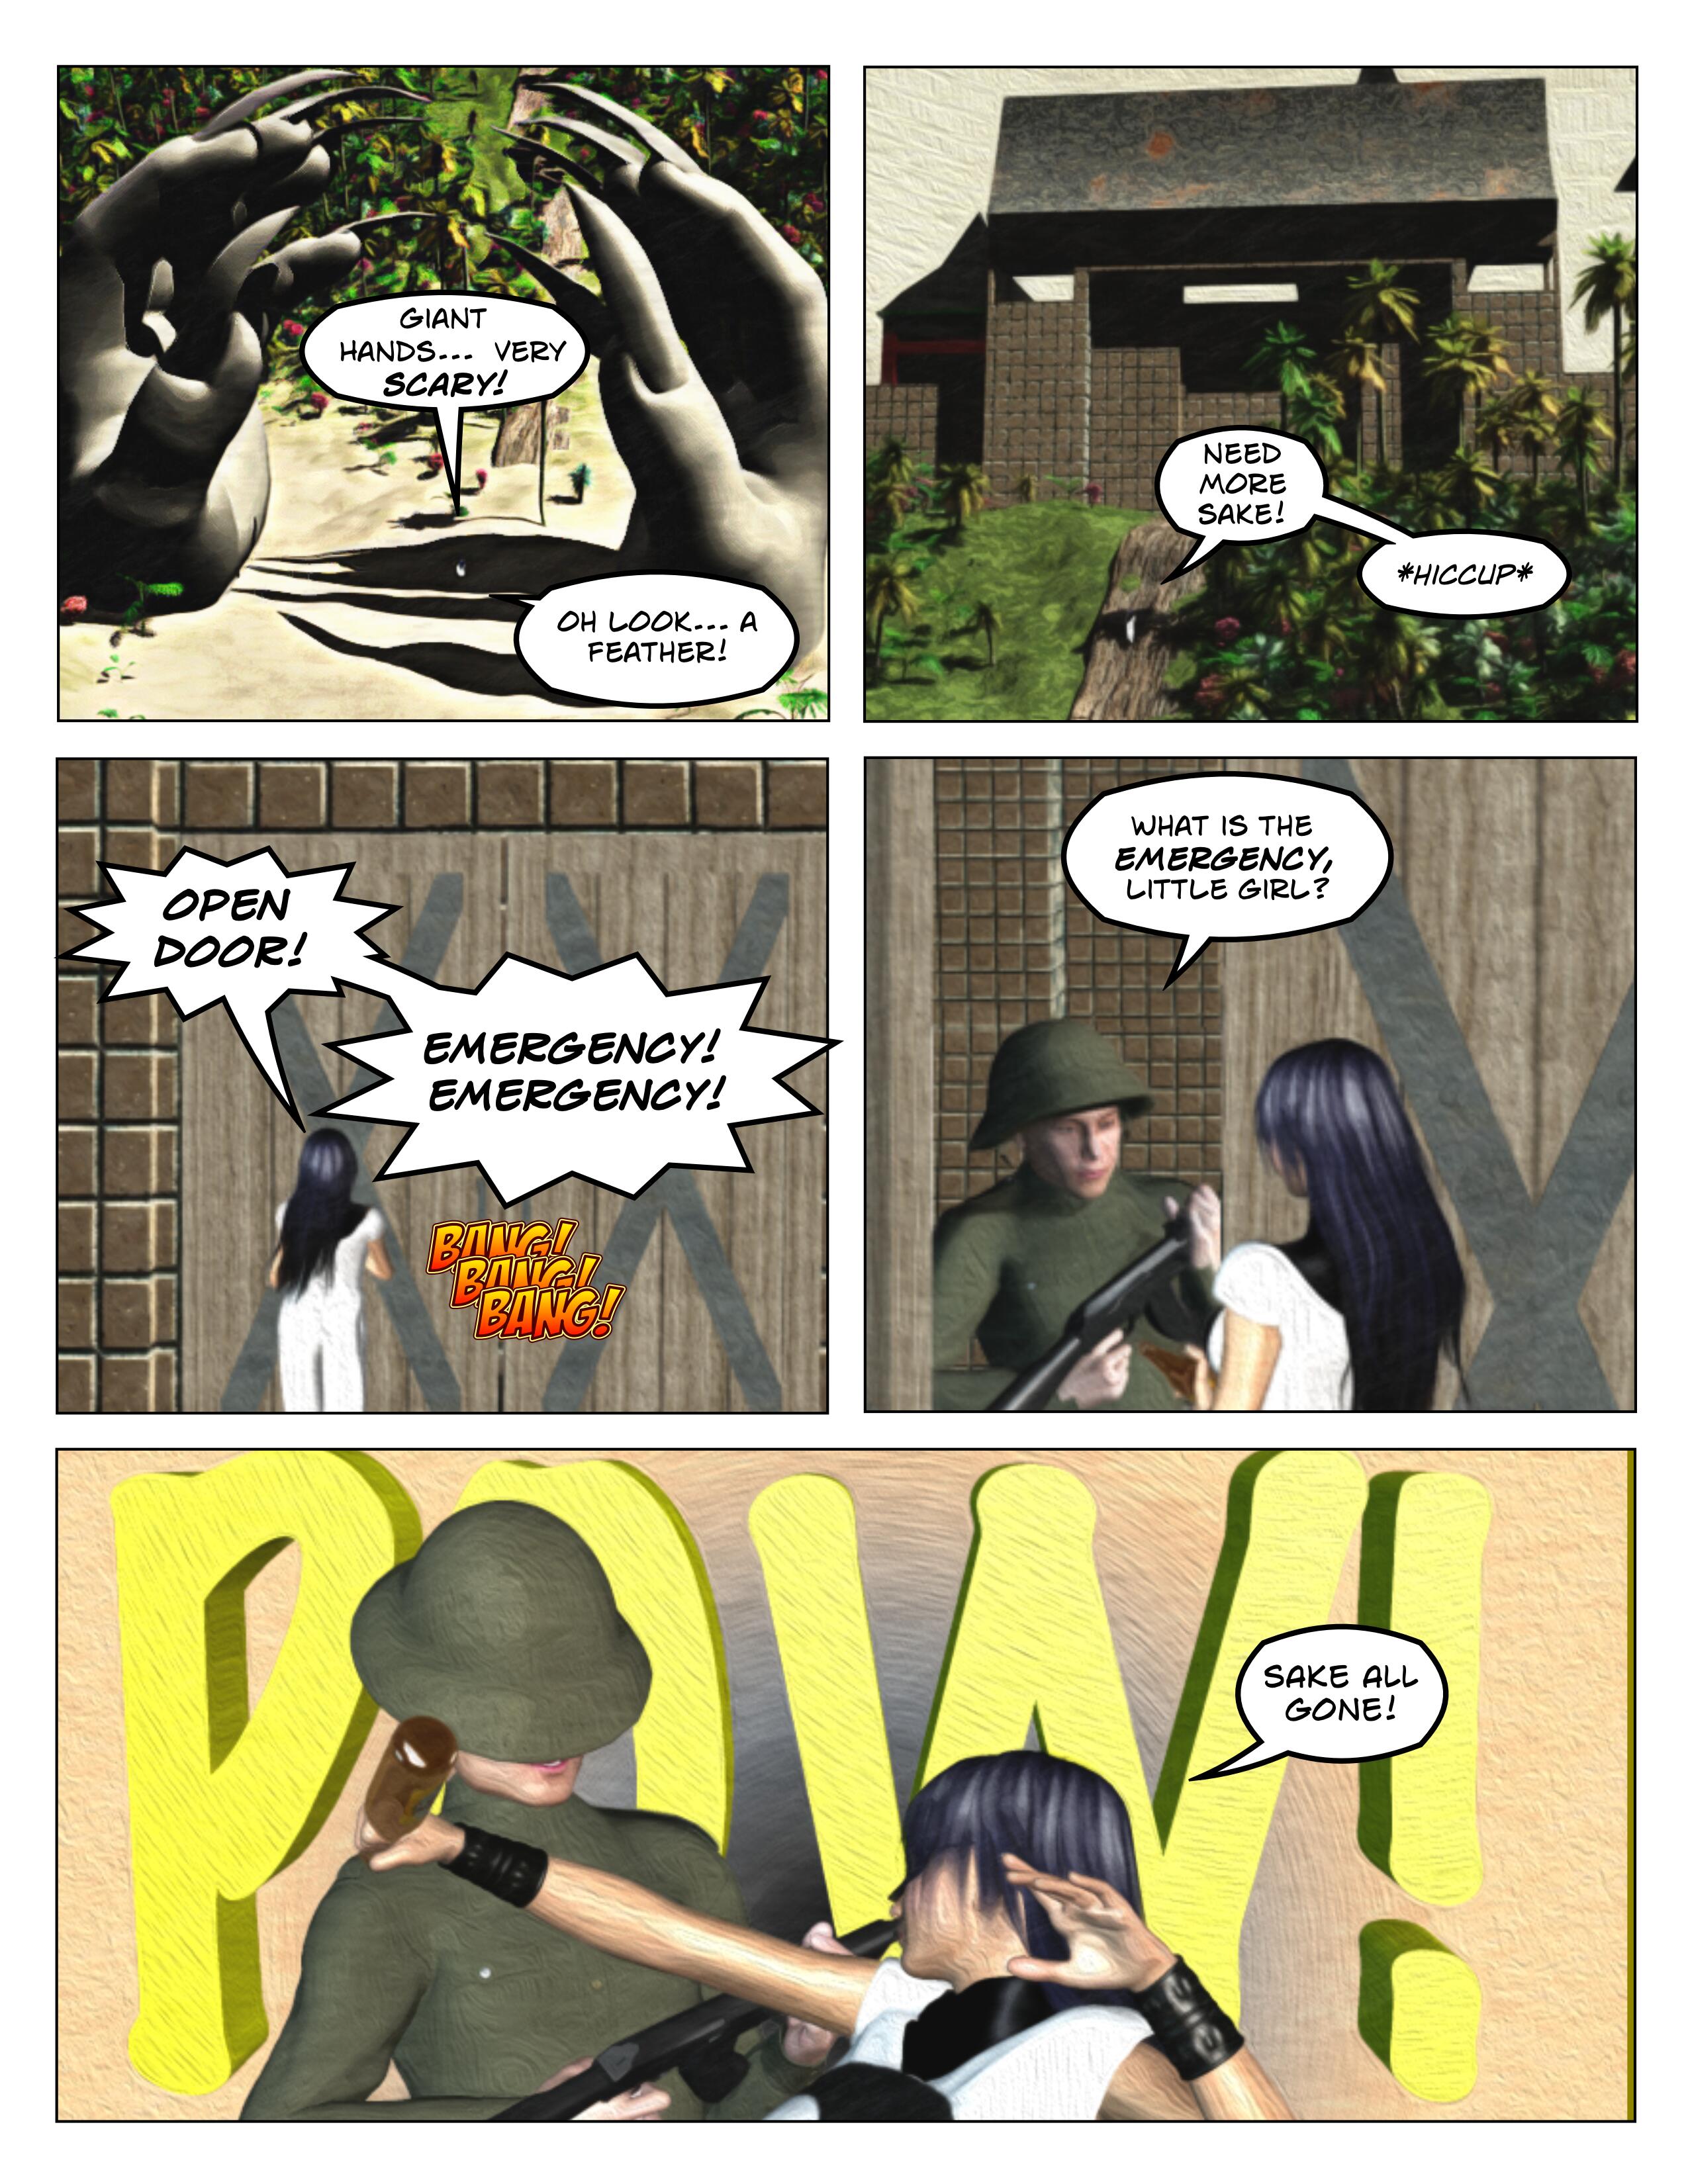 GIANT
HANDS... VERY
SCARY!
OH LOOK... A
FEATHER!
NEED
MORE
SAKE!
*HICCUP*
OPEN
DOOR!
EMERGENCY!
EMERGENCY!
BANG!
BANG!
BANG!
WHAT IS THE
EMERGENCY,
LITTLE GIRL?
POW!
SAKE ALL
GONE!